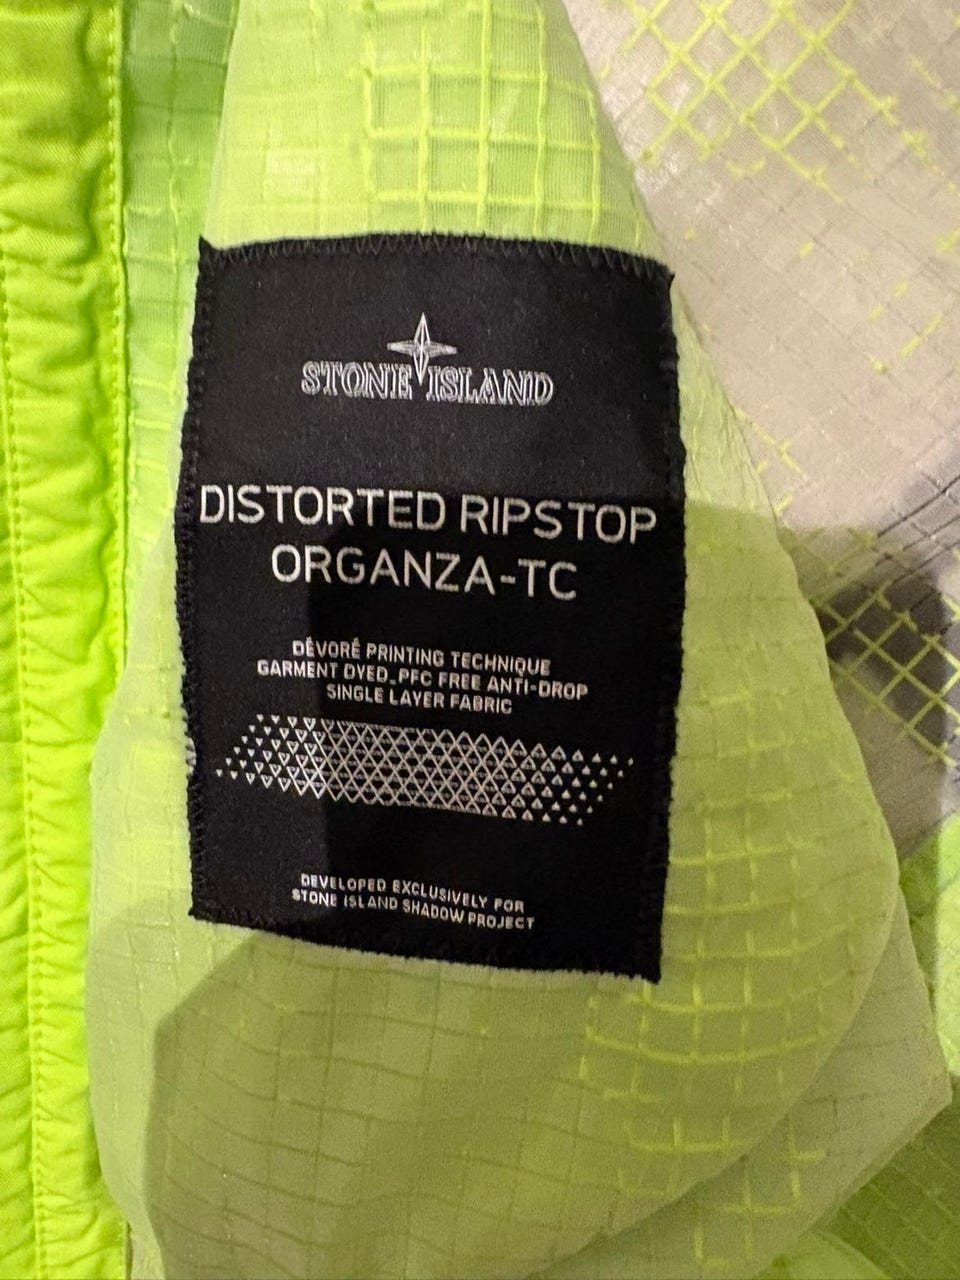 STONE ISLAND
DISTORTED RIPSTOP
ORGANZA-TC
DÉVORÉ PRINTING TECHNIQUE
GARMENT DYED_PFC FREE ANTI-DROP
SINGLE LAYER FABRIC
DEVELOPED EXCLUSIVELY FOR
STONE ISLAND SHADOW PROJECT